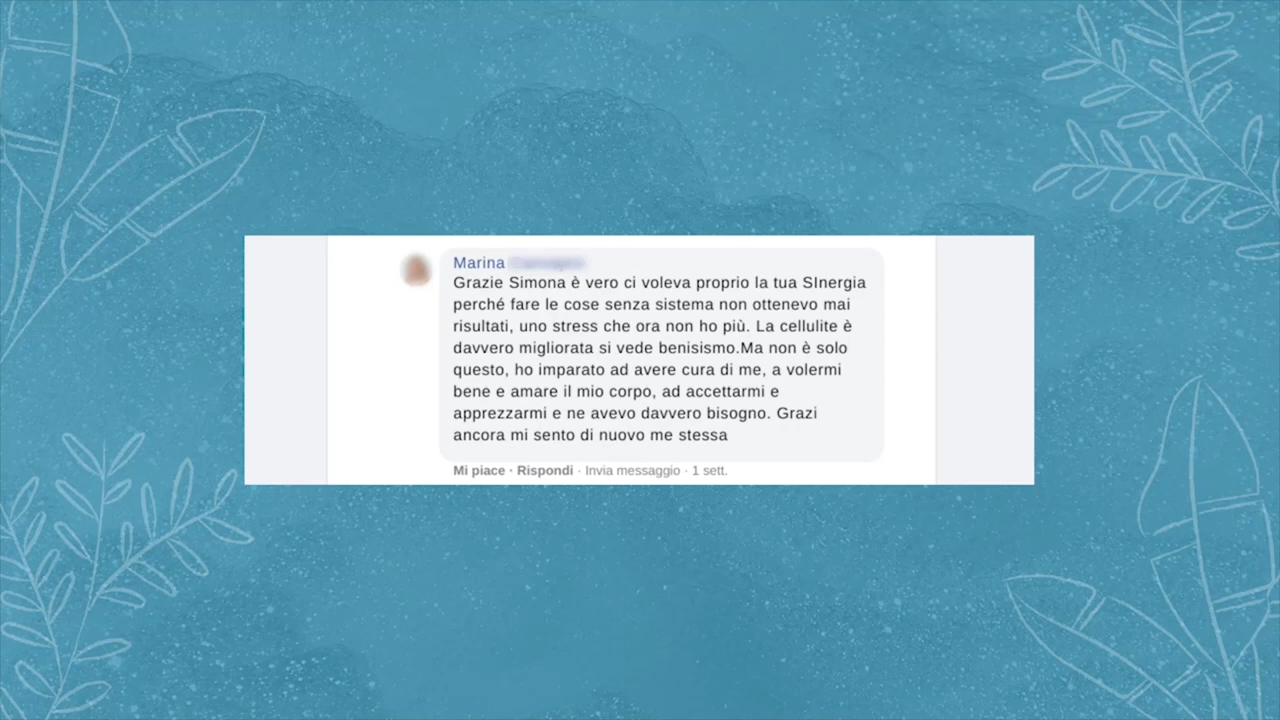 Marina
Grazie Simona è vero ci voleva proprio la tua SInergia
perché fare le cose senza sistema non ottenevo mai
risultati, uno stress che ora non ho più. La cellulite è
davvero migliorata si vede benisismo.Ma non è solo
questo, ho imparato ad avere cura di me, a volermi
bene e amare il mio corpo, ad accettarmi e
apprezzarmi e ne avevo davvero bisogno. Grazi
ancora mi sento di nuovo me stessa
Mi piace · Rispondi · Invia messaggio · 1 sett.